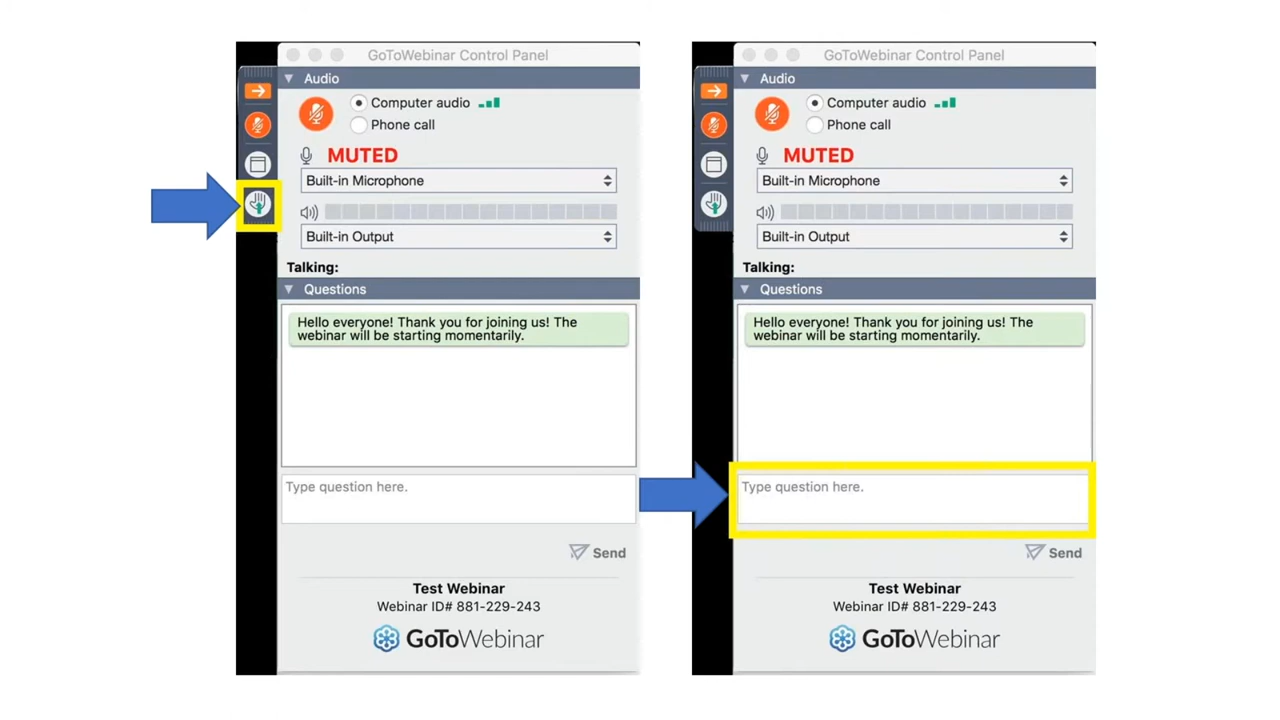 GoToWebinar Control Panel
Audio
Computer audio
Phone call
MUTED
Built-in Microphone
Built-in Output
Talking:
Questions
Hello everyone! Thank you for joining us! The
webinar will be starting momentarily.
Type question here.
Send
Test Webinar
Webinar ID# 881-229-243
GoToWebinar
GoToWebinar Control Panel
Audio
Computer audio
Phone call
MUTED
Built-in Microphone
Built-in Output
Talking:
Questions
Hello everyone! Thank you for joining us! The
webinar will be starting momentarily.
Type question here.
Send
Test Webinar
Webinar ID# 881-229-243
GoToWebinar